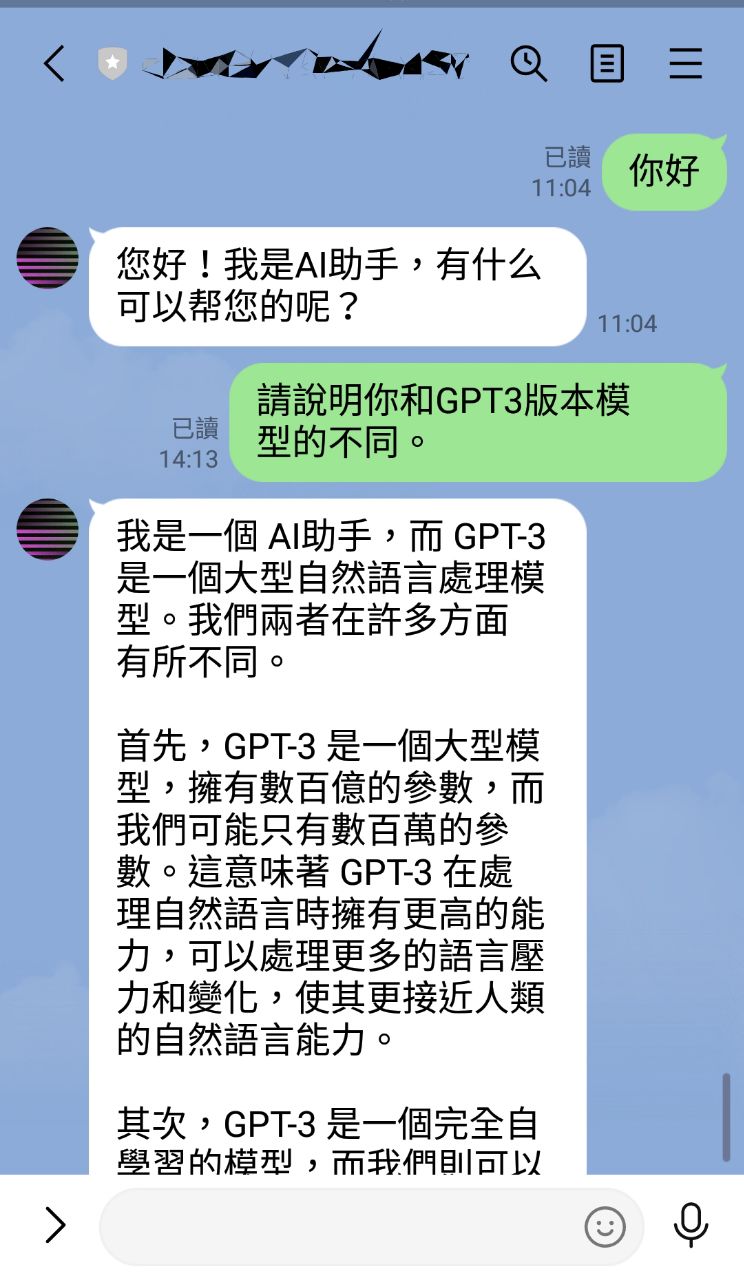 已讀
11:04
你好
您好！我是AI助手，有什么
可以帮您的呢？
11:04
請說明你和GPT3版本模
型的不同。
已讀
14:13
我是一個 AI助手，而 GPT-3
是一個大型自然語言處理模
型。我們兩者在許多方面
有所不同。
首先，GPT-3 是一個大型模
型，擁有數百億的參數，而
我們可能只有數百萬的參
數。這意味著 GPT-3 在處
理自然語言時擁有更高的能
力，可以處理更多的語言壓
力和變化，使其更接近人類
的自然語言能力。
其次，GPT-3 是一個完全自
學習的模型，而我們則可以